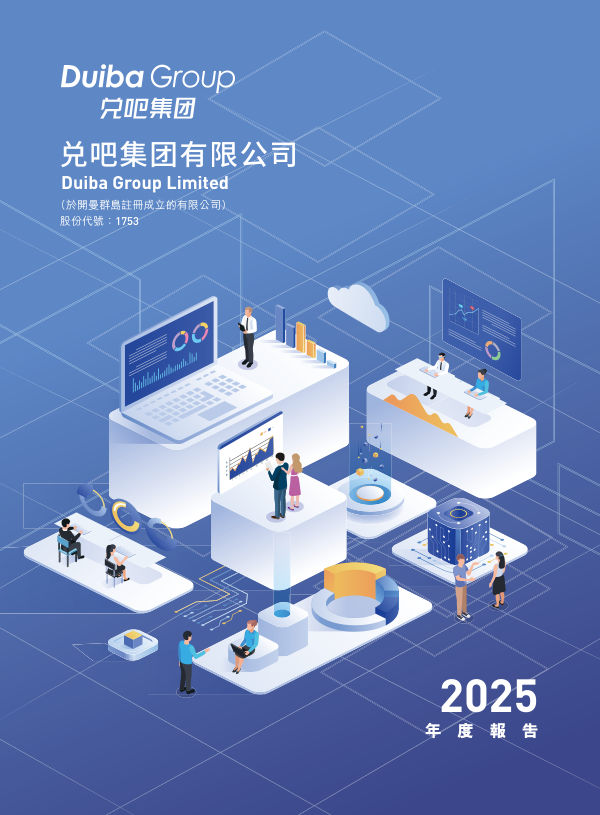 Duiba Group
兑吧集团
兑吧集团有限公司
Duiba Group Limited
（於開曼群島註冊成立的有限公司）
股份代號：1753
2025
年度報告